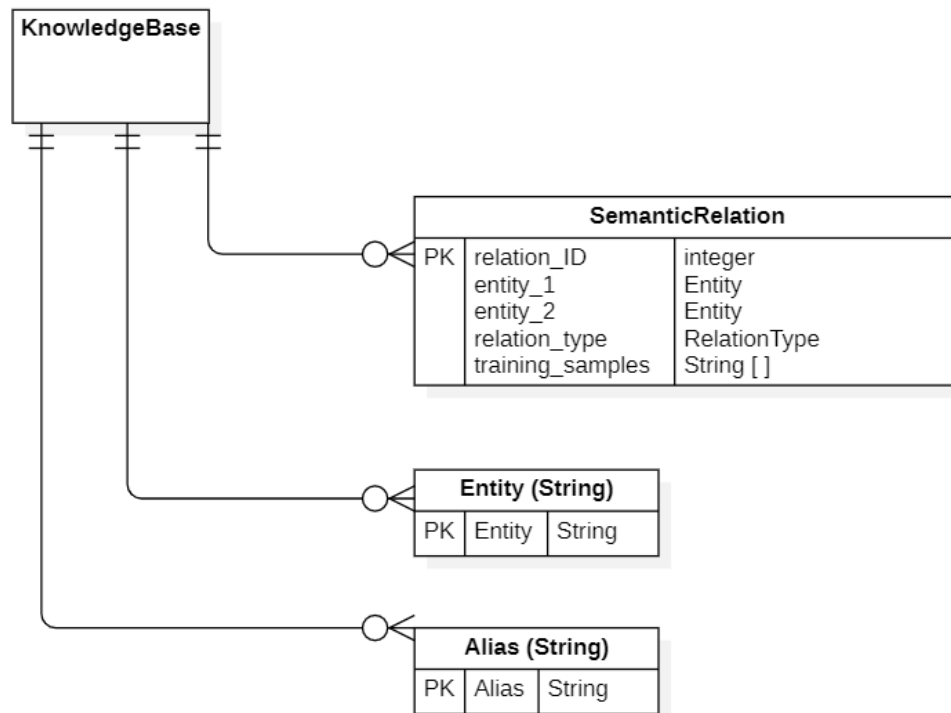 KnowledgeBase
SemanticRelation
PK relation_ID integer
entity_1 Entity
entity_2 Entity
relation_type RelationType
training_samples String [ ]
Entity (String)
PK Entity String
Alias (String)
PK Alias String